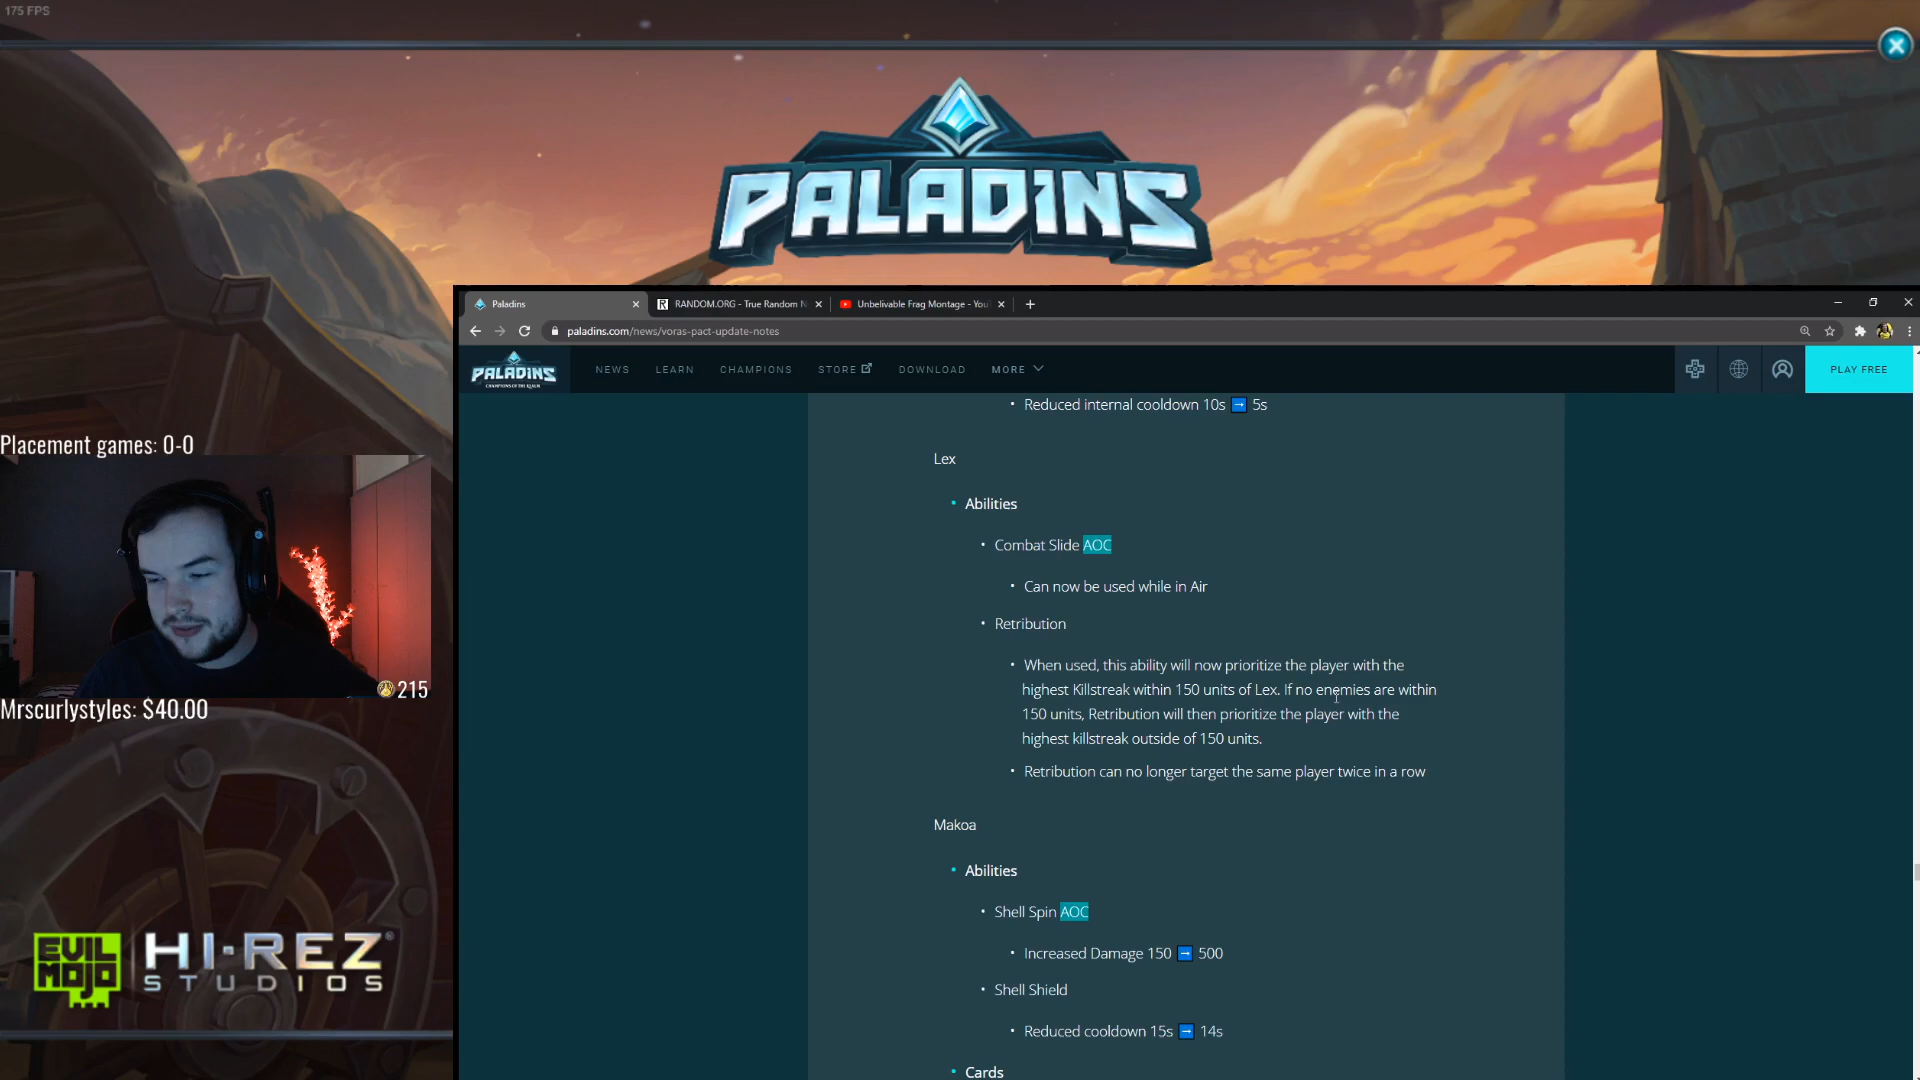 175 FPS
PALADINS
Paladins
RANDOM.ORG - True Random N
Unbelivable Frag Montage - You
paladins.com/news/voras-pact-update-notes
PALADINS
CHAMPIONS OF THE REALM
NEWS
LEARN
CHAMPIONS
STORE
DOWNLOAD
MORE
PLAY FREE
• Reduced internal cooldown 10s → 5s
Lex
• Abilities
• Combat Slide AOC
• Can now be used while in Air
• Retribution
• When used, this ability will now prioritize the player with the
highest Killstreak within 150 units of Lex. If no enemies are within
150 units, Retribution will then prioritize the player with the
highest killstreak outside of 150 units.
• Retribution can no longer target the same player twice in a row
Makoa
• Abilities
• Shell Spin AOC
• Increased Damage 150 → 500
• Shell Shield
• Reduced cooldown 15s → 14s
• Cards
Placement games: 0-0
215
Mrscurlystyles: $40.00
EVIL
MOJO
HI-REZ
STUDIOS